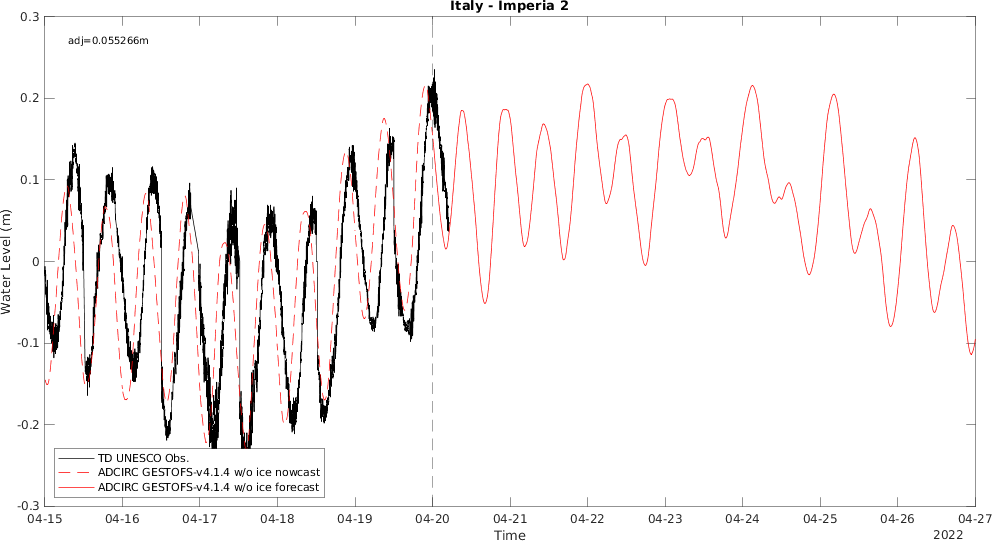 Italy - Imperia 2
adj=0.055266m
Water Level (m)
0.3
0.2
0.1
0
-0.1
-0.2
-0.3
TD UNESCO Obs.
ADCIRC GESTOFS-v4.1.4 w/o ice nowcast
ADCIRC GESTOFS-v4.1.4 w/o ice forecast
04-15 04-16 04-17 04-18 04-19 04-20 04-21 04-22 04-23 04-24 04-25 04-26 04-27
Time
2022